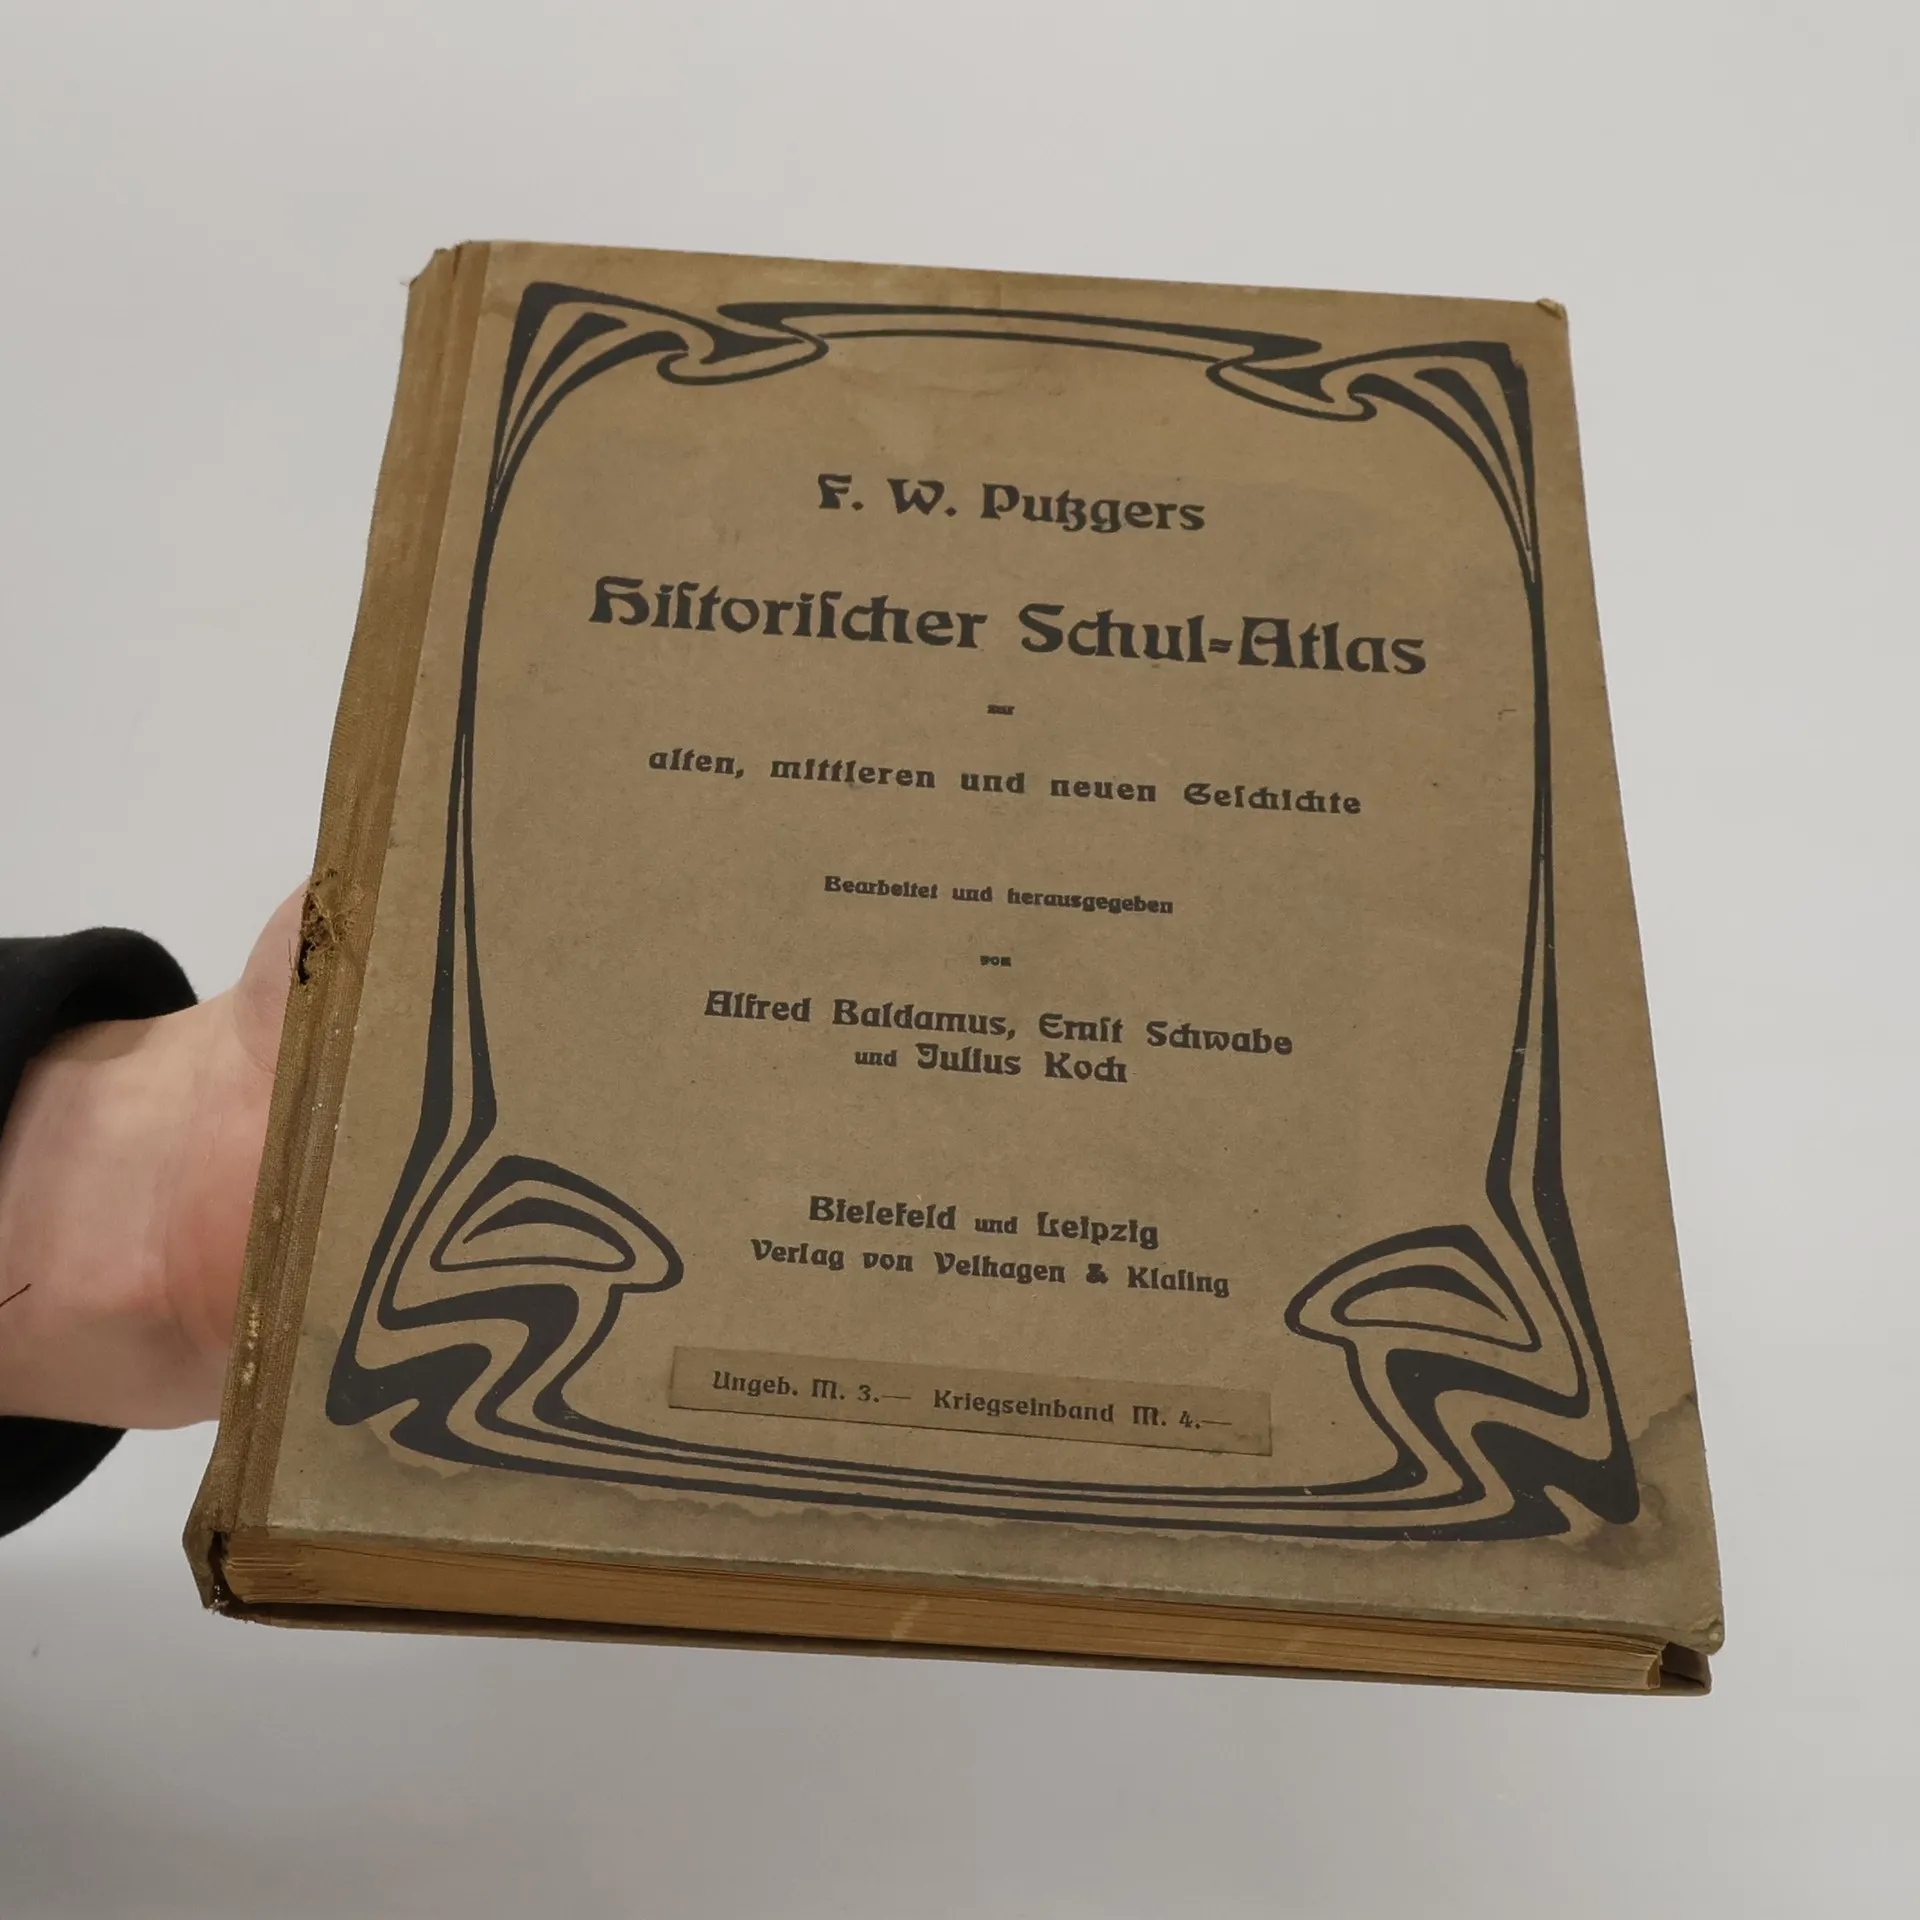 F. W. Putzgers
Hiſtoriſcher Schul-Atlas
zur
alten, mittleren und neuen Geſchichte
Bearbeitet und herausgegeben
von
Alfred Baldamus, Ernſt Schwabe
und Julius Koch
Bielefeld und Leipzig
Verlag von Velhagen & Klaſing
Ungeb. M. 3.— Kriegseinband M. 4.—